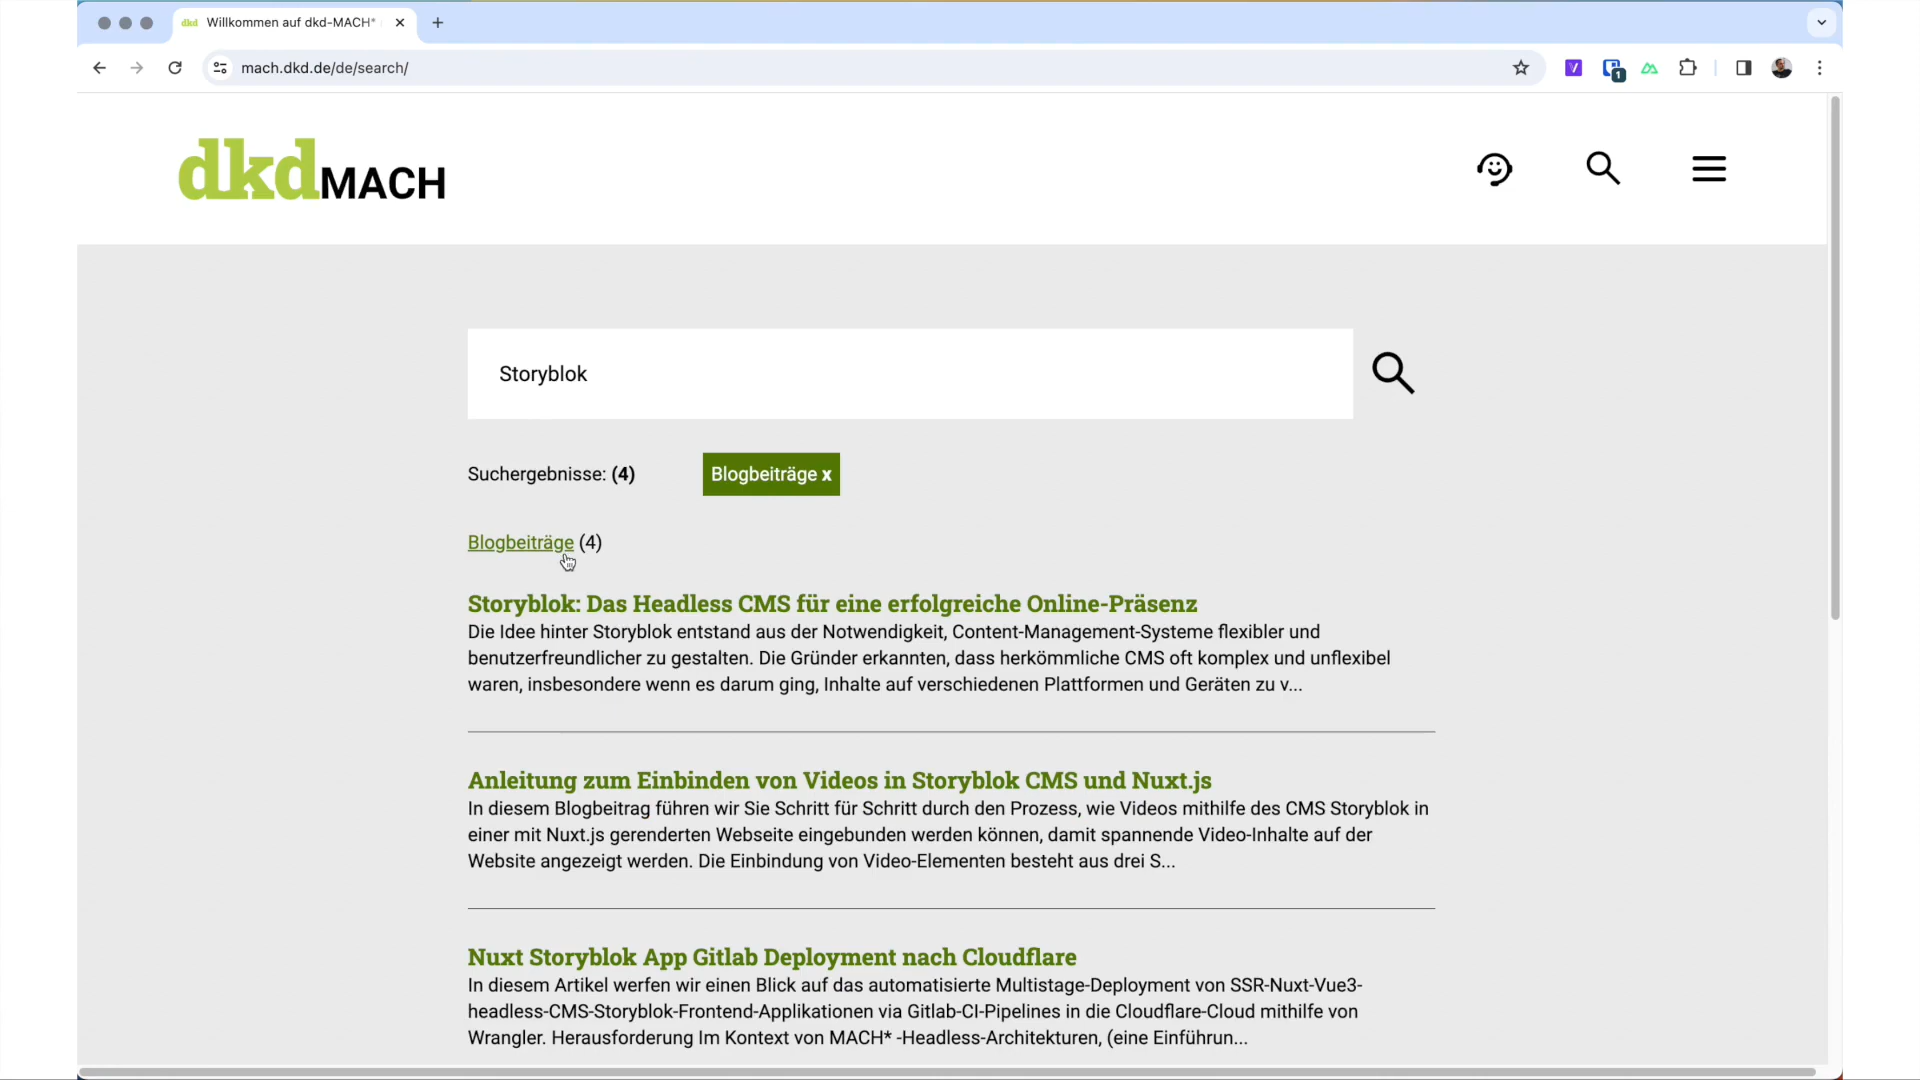 dkd Willkommen auf dkd-MACH*
mach.dkd.de/de/search/
1
dkdMACH
Storyblok
Suchergebnisse: (4)
Blogbeiträge x
Blogbeiträge (4)
Storyblok: Das Headless CMS für eine erfolgreiche Online-Präsenz
Die Idee hinter Storyblok entstand aus der Notwendigkeit, Content-Management-Systeme flexibler und
benutzerfreundlicher zu gestalten. Die Gründer erkannten, dass herkömmliche CMS oft komplex und unflexibel
waren, insbesondere wenn es darum ging, Inhalte auf verschiedenen Plattformen und Geräten zu v...
Anleitung zum Einbinden von Videos in Storyblok CMS und Nuxt.js
In diesem Blogbeitrag führen wir Sie Schritt für Schritt durch den Prozess, wie Videos mithilfe des CMS Storyblok in
einer mit Nuxt.js gerenderten Webseite eingebunden werden können, damit spannende Video-Inhalte auf der
Website angezeigt werden. Die Einbindung von Video-Elementen besteht aus drei S...
Nuxt Storyblok App Gitlab Deployment nach Cloudflare
In diesem Artikel werfen wir einen Blick auf das automatisierte Multistage-Deployment von SSR-Nuxt-Vue3-
headless-CMS-Storyblok-Frontend-Applikationen via Gitlab-CI-Pipelines in die Cloudflare-Cloud mithilfe von
Wrangler. Herausforderung Im Kontext von MACH* -Headless-Architekturen, (eine Einführun...